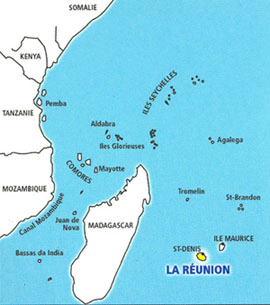 SOMALIE
KENYA
TANZANIE
Pemba
ILES SEYCHELLES
Aldabra
Iles Glorieuses
Agalega
COMORES
Mayotte
MOZAMBIQUE
Canal Mozambique
Juan de
Nova
MADAGASCAR
Tromelin
St-Brandon
Bassas da India
ST-DENIS
ILE MAURICE
LA RÉUNION